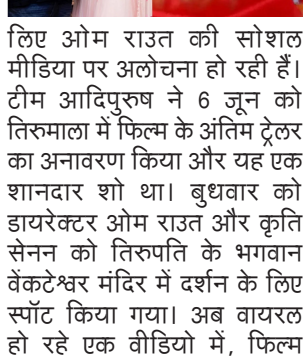 लिए ओम राउत की सोशल
मीडिया पर अलोचना हो रही हैं।
टीम आदिपुरुष ने 6 जून को
तिरुमाला में फिल्म के अंतिम ट्रेलर
का अनावरण किया और यह एक
शानदार शो था। बुधवार को
डायरेक्टर ओम राउत और कृति
सेनन को तिरुपति के भगवान
वेंकटेश्वर मंदिर में दर्शन के लिए
स्पॉट किया गया। अब वायरल
हो रहे एक वीडियो में, फिल्म